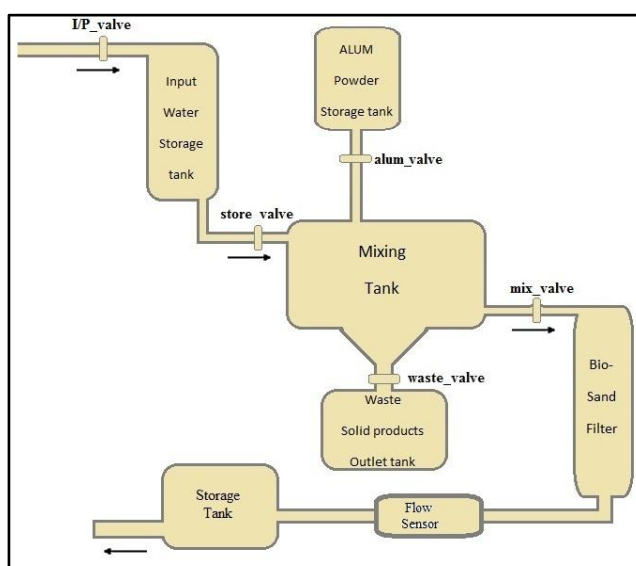 I/P_valve
Input
Water
Storage
tank
ALUM
Powder
Storage tank
alum_valve
store_valve
Mixing
Tank
mix_valve
waste_valve
Waste
Solid products
Outlet tank
Bio-
Sand
Filter
Flow
Sensor
Storage
Tank